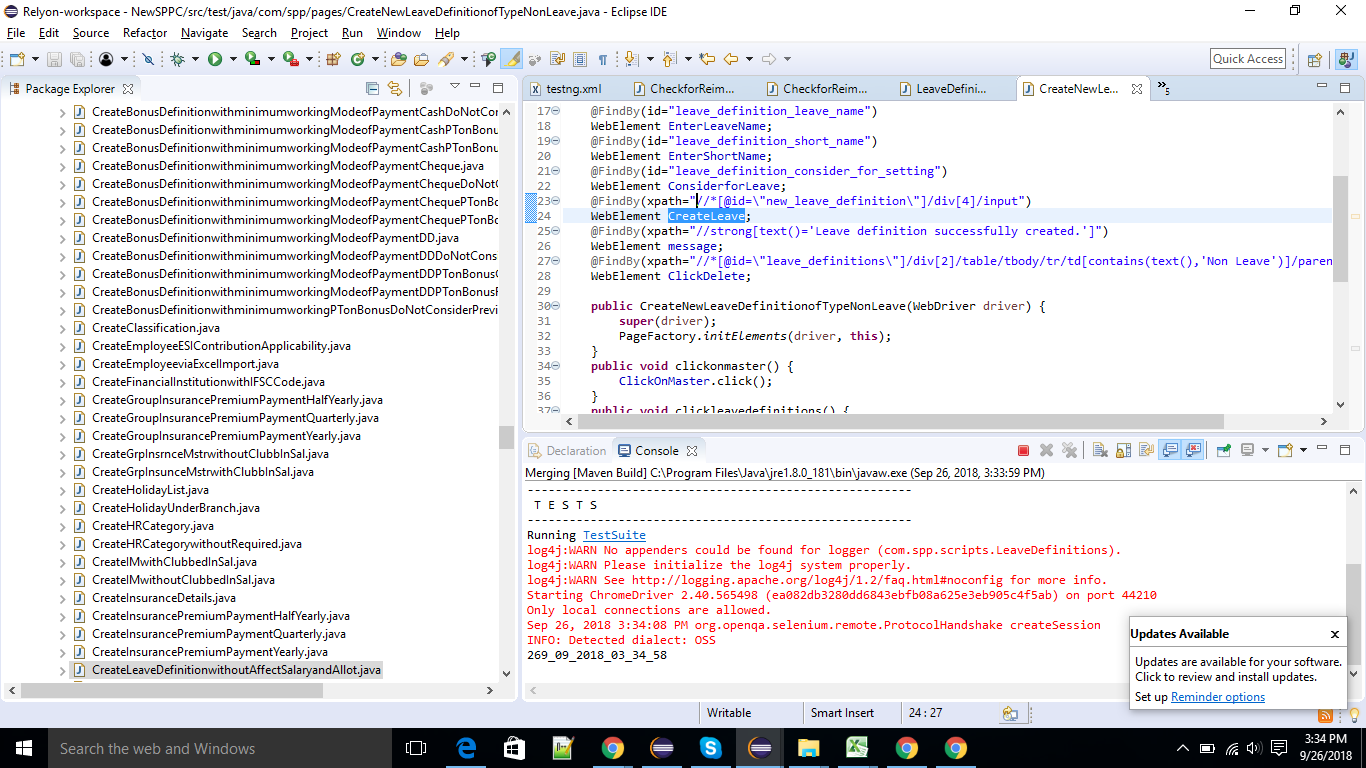 Relyon-workspace - NewSPPC/src/test/java/com/spp/pages/CreateNewLeaveDefinitionofTypeNonLeave.java - Eclipse IDE
File Edit Source Refactor Navigate Search Project Run Window Help
Quick Access
Package Explorer
CreateBonusDefinitionwithminimumworkingModeofPaymentCashDoNotCor
CreateBonusDefinitionwithminimumworkingModeofPaymentCashPTonBonu
CreateBonusDefinitionwithminimumworkingModeofPaymentCashPTonBonu
CreateBonusDefinitionwithminimumworkingModeofPaymentCheque.java
CreateBonusDefinitionwithminimumworkingModeofPaymentChequeDoNotC
CreateBonusDefinitionwithminimumworkingModeofPaymentChequePTonBo
CreateBonusDefinitionwithminimumworkingModeofPaymentChequePTonBo
CreateBonusDefinitionwithminimumworkingModeofPaymentDD.java
CreateBonusDefinitionwithminimumworkingModeofPaymentDDDoNotCons
CreateBonusDefinitionwithminimumworkingModeofPaymentDDPTonBonus
CreateBonusDefinitionwithminimumworkingModeofPaymentDDPTonBonus
CreateBonusDefinitionwithminimumworkingPTonBonusDoNotConsiderPrevi
CreateClassification.java
CreateEmployeeESIContributionApplicability.java
CreateEmployeeviaExcelImport.java
CreateFinancialInstitutionwithIFSCCode.java
CreateGroupInsurancePremiumPaymentHalfYearly.java
CreateGroupInsurancePremiumPaymentQuarterly.java
CreateGroupInsurancePremiumPaymentYearly.java
CreateGrpInsrnceMstrwithoutClubbInSal.java
CreateGrpInsunceMstrwithClubbInSal.java
CreateHolidayList.java
CreateHolidayUnderBranch.java
CreateHRCategory.java
CreateHRCategorywithoutRequired.java
CreateIMwithClubbedInSal.java
CreateIMwithoutClubbedInSal.java
CreateInsuranceDetails.java
CreateInsurancePremiumPaymentHalfYearly.java
CreateInsurancePremiumPaymentQuarterly.java
CreateInsurancePremiumPaymentYearly.java
CreateLeaveDefinitionwithoutAffectSalaryandAllot.java
testng.xml CheckforReim... CheckforReim... LeaveDefini... CreateNewLe... »5
17 @FindBy(id="leave_definition_leave_name")
18 WebElement EnterLeaveName;
19 @FindBy(id="leave_definition_short_name")
20 WebElement EnterShortName;
21 @FindBy(id="leave_definition_consider_for_setting")
22 WebElement ConsiderforLeave;
23 @FindBy(xpath="//*[@id=\"new_leave_definition\"]/div[4]/input")
24 WebElement CreateLeave;
25 @FindBy(xpath="//strong[text()='Leave definition successfully created.']")
26 WebElement message;
27 @FindBy(xpath="//*[@id=\"leave_definitions\"]/div[2]/table/tbody/tr/td[contains(text(),'Non Leave')]/paren
28 WebElement ClickDelete;
29
30 public CreateNewLeaveDefinitionofTypeNonLeave(WebDriver driver) {
31 super(driver);
32 PageFactory.initElements(driver, this);
33 }
34 public void clickonmaster() {
35 ClickOnMaster.click();
36 }
37 public void clickleavedefinitions() {
Declaration Console
Merging [Maven Build] C:\Program Files\Java\jre1.8.0_181\bin\javaw.exe (Sep 26, 2018, 3:33:59 PM)
-------------------------------------------------------
T E S T S
-------------------------------------------------------
Running TestSuite
log4j:WARN No appenders could be found for logger (com.spp.scripts.LeaveDefinitions).
log4j:WARN Please initialize the log4j system properly.
log4j:WARN See http://logging.apache.org/log4j/1.2/faq.html#noconfig for more info.
Starting ChromeDriver 2.40.565498 (ea082db3280dd6843ebfb08a625e3eb905c4f5ab) on port 44210
Only local connections are allowed.
Sep 26, 2018 3:34:08 PM org.openqa.selenium.remote.ProtocolHandshake createSession
INFO: Detected dialect: OSS
269_09_2018_03_34_58
Updates Available x
Updates are available for your software.
Click to review and install updates.
Set up Reminder options
Writable Smart Insert 24 : 27
Search the web and Windows
3:34 PM
9/26/2018